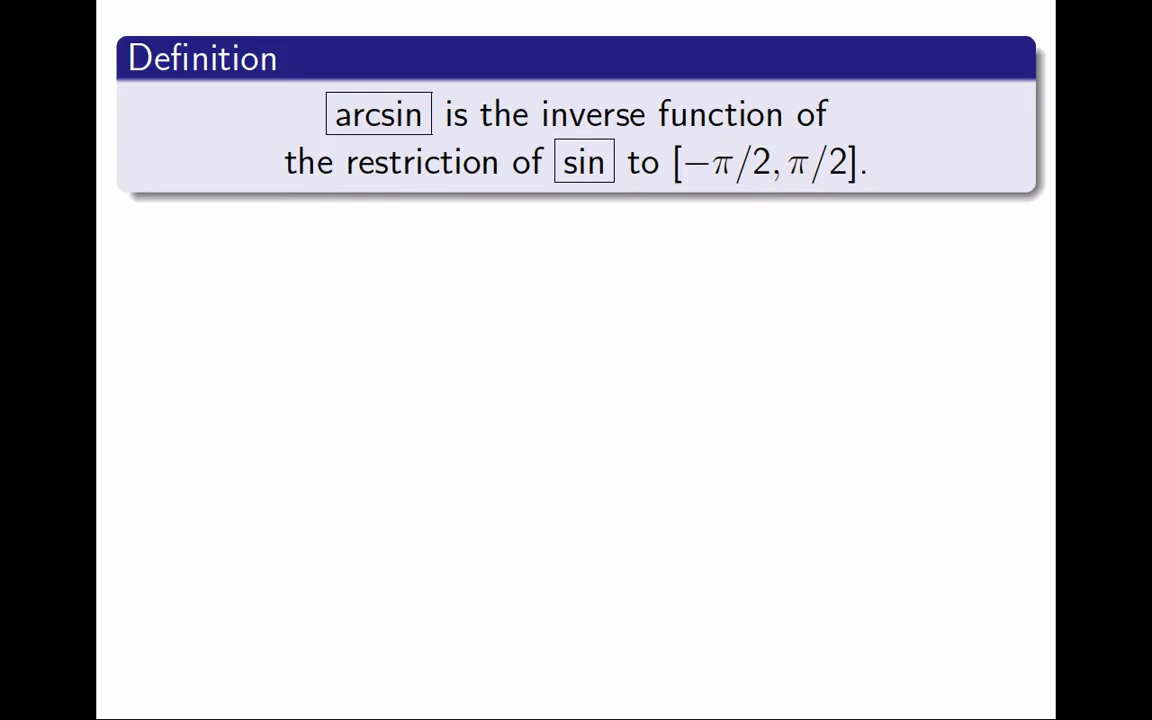 Definition
arcsin is the inverse function of
the restriction of sin to [−π/2, π/2].